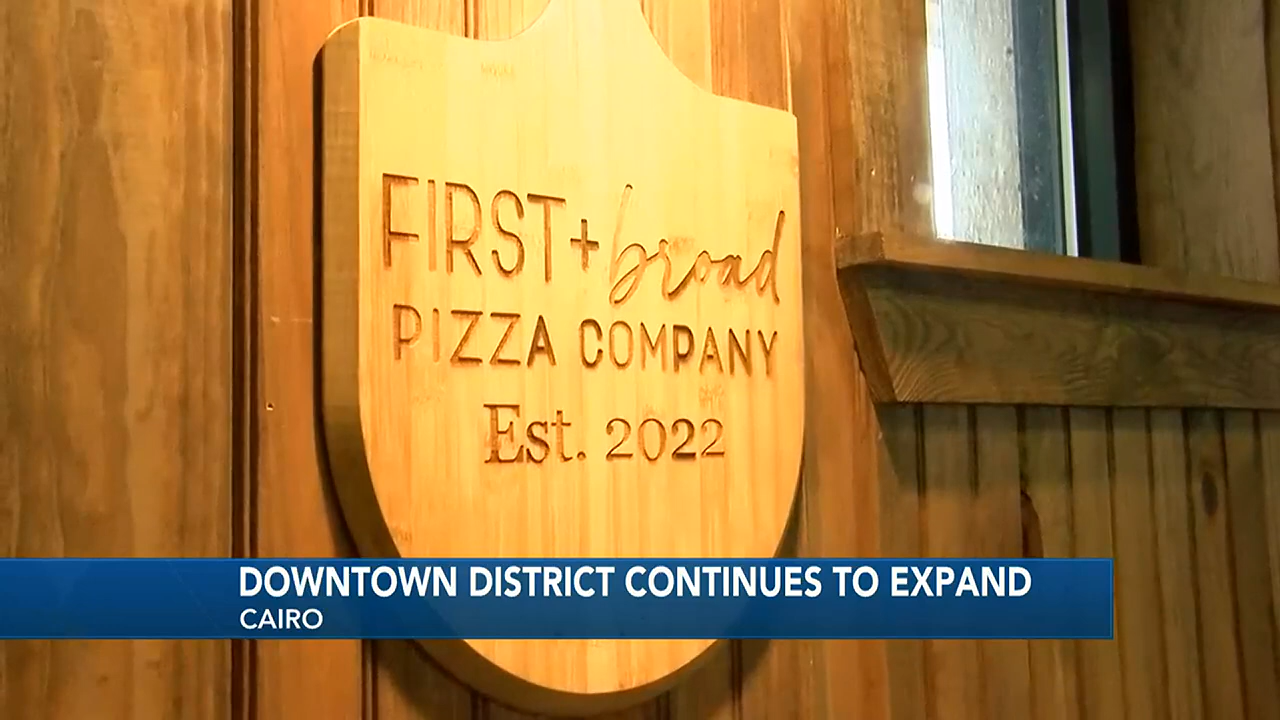 FIRST + broad
PIZZA COMPANY
Est. 2022
DOWNTOWN DISTRICT CONTINUES TO EXPAND
CAIRO